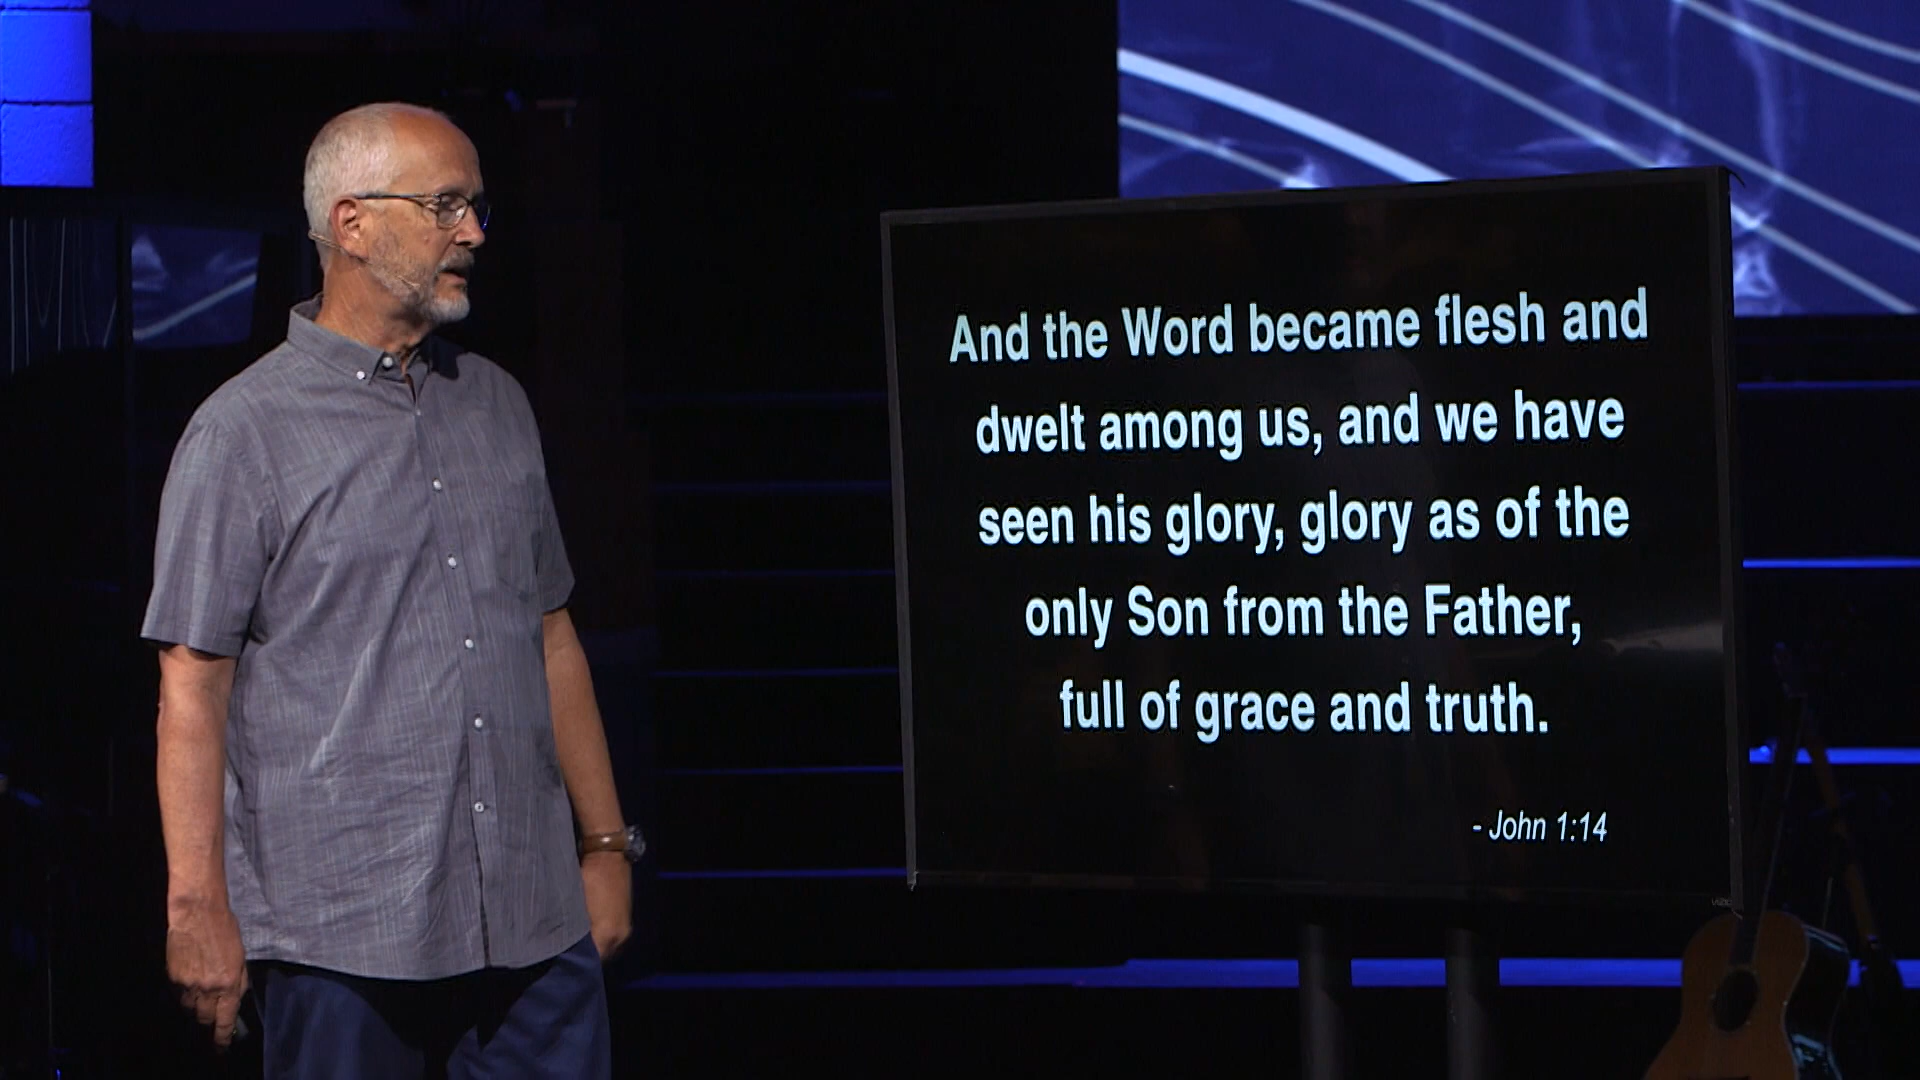 And the Word became flesh and
dwelt among us, and we have
seen his glory, glory as of the
only Son from the Father,
full of grace and truth.
- John 1:14
VIZIO